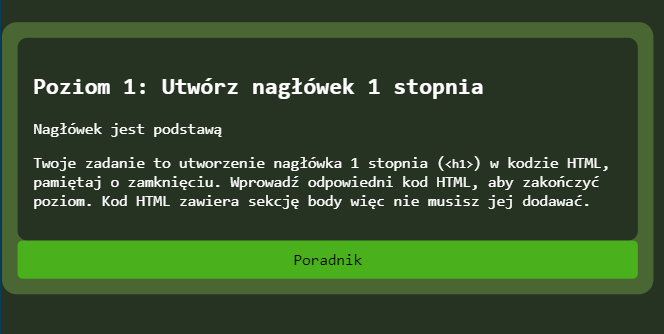 Poziom 1: Utwórz nagłówek 1 stopnia
Nagłówek jest podstawą
Twoje zadanie to utworzenie nagłówka 1 stopnia (<h1>) w kodzie HTML,
pamiętaj o zamknięciu. Wprowadź odpowiedni kod HTML, aby zakończyć
poziom. Kod HTML zawiera sekcję body więc nie musisz jej dodawać.
Poradnik